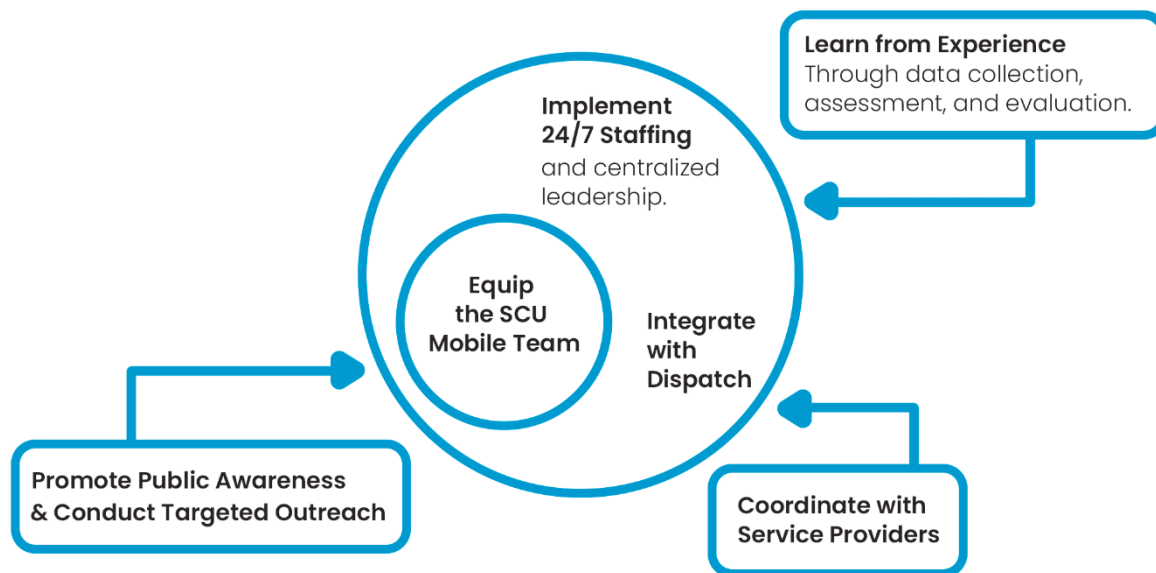 Learn from Experience
Through data collection,
assessment, and evaluation.
Implement
24/7 Staffing
and centralized
leadership.
Equip
the SCU
Mobile Team
Integrate
with
Dispatch
Promote Public Awareness
& Conduct Targeted Outreach
Coordinate with
Service Providers